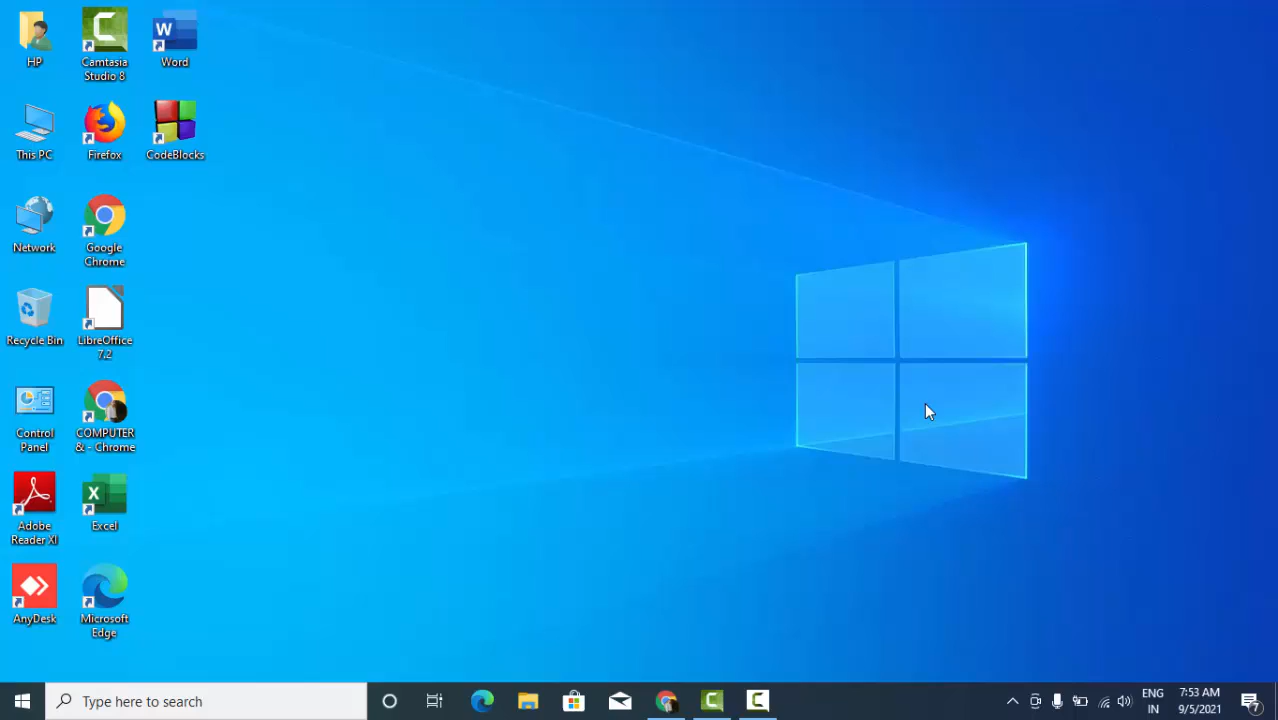 HP
Camtasia
Studio 8
Word
This PC
Firefox
CodeBlocks
Network
Google
Chrome
Recycle Bin
LibreOffice
7.2
Control
Panel
COMPUTER
& - Chrome
Adobe
Reader XI
Excel
AnyDesk
Microsoft
Edge
Type here to search
ENG
IN
7:53 AM
9/5/2021
7